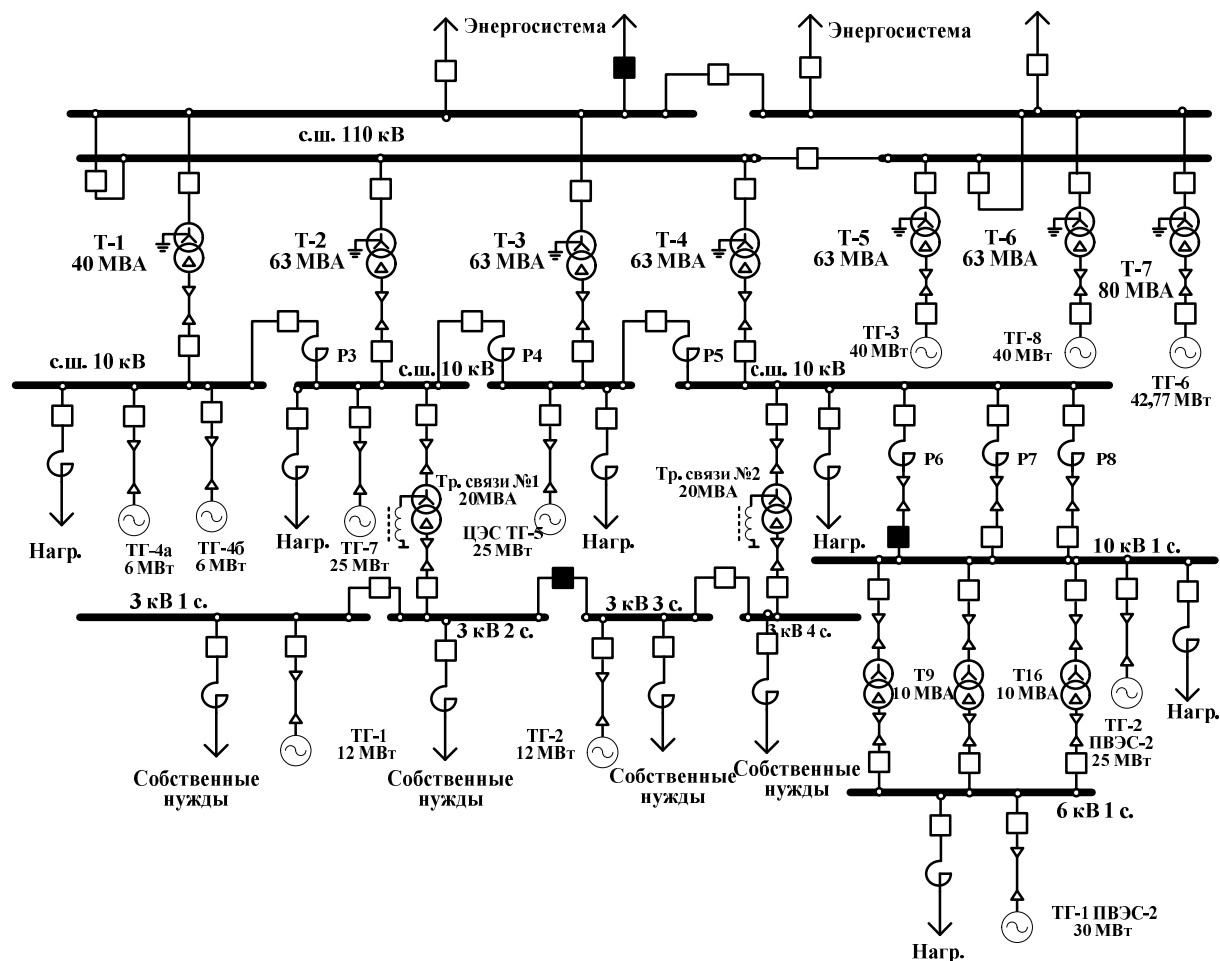 Энергосистема
Энергосистема
с.ш. 110 кВ
Т-1
40 МВА
Т-2
63 МВА
Т-3
63 МВА
Т-4
63 МВА
Т-5
63 МВА
Т-6
63 МВА
Т-7
80 МВА
ТГ-3
40 МВт
ТГ-8
40 МВт
ТГ-6
42,77 МВт
Р3
Р4
Р5
с.ш. 10 кВ
с.ш. 10 кВ
с.ш. 10 кВ
Р6
Р7
Р8
Тр. связи №1
20МВА
Тр. связи №2
20МВА
Нагр.
ТГ-4а
6 МВт
ТГ-4б
6 МВт
Нагр.
ТГ-7
25 МВт
ЦЭС ТГ-5
25 МВт
Нагр.
Нагр.
10 кВ 1 с.
3 кВ 1 с.
3 кВ 2 с.
3 кВ 3 с.
3 кВ 4 с.
Т9
10 МВА
Т16
10 МВА
ТГ-2
ПВЭС-2
25 МВт
Нагр.
ТГ-1
12 МВт
ТГ-2
12 МВт
Собственные
нужды
Собственные
нужды
Собственные
нужды
Собственные
нужды
6 кВ 1 с.
ТГ-1 ПВЭС-2
30 МВт
Нагр.